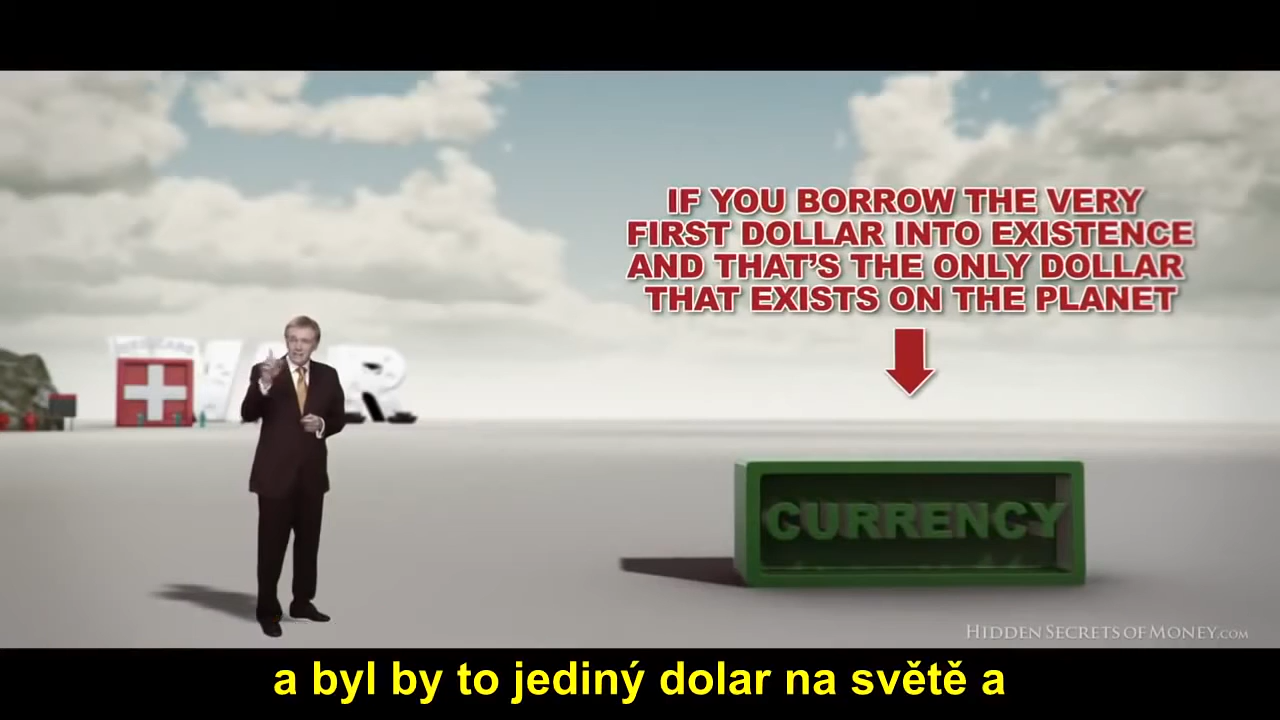 IF YOU BORROW THE VERY
FIRST DOLLAR INTO EXISTENCE
AND THAT'S THE ONLY DOLLAR
THAT EXISTS ON THE PLANET
CURRENCY
HIDDEN SECRETS OF MONEY.COM
a byl by to jediný dolar na světě a